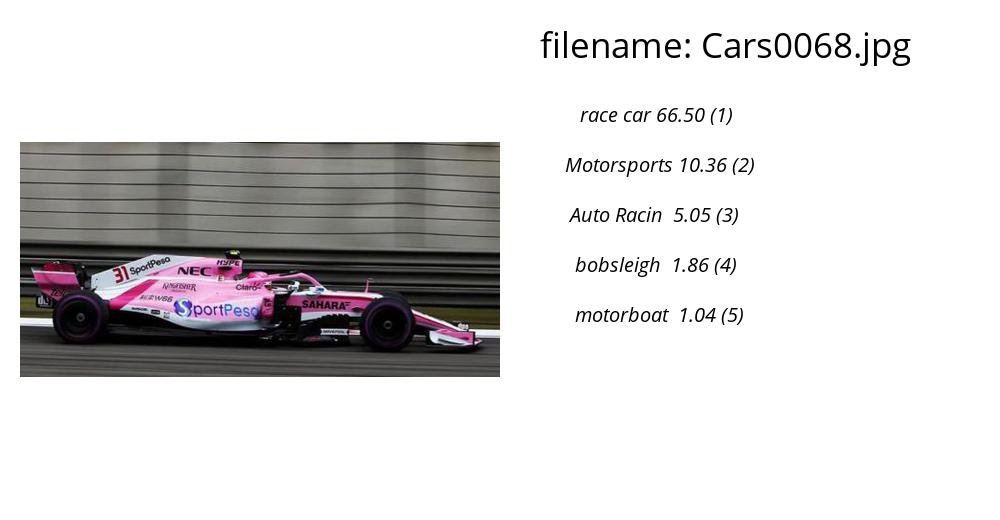 filename: Cars0068.jpg
race car 66.50 (1)
Motorsports 10.36 (2)
Auto Racin  5.05 (3)
bobsleigh  1.86 (4)
motorboat  1.04 (5)
31 SportPesa
HYPE
NEC
KINGFISHER
Claro
SportPesa
SAHARA